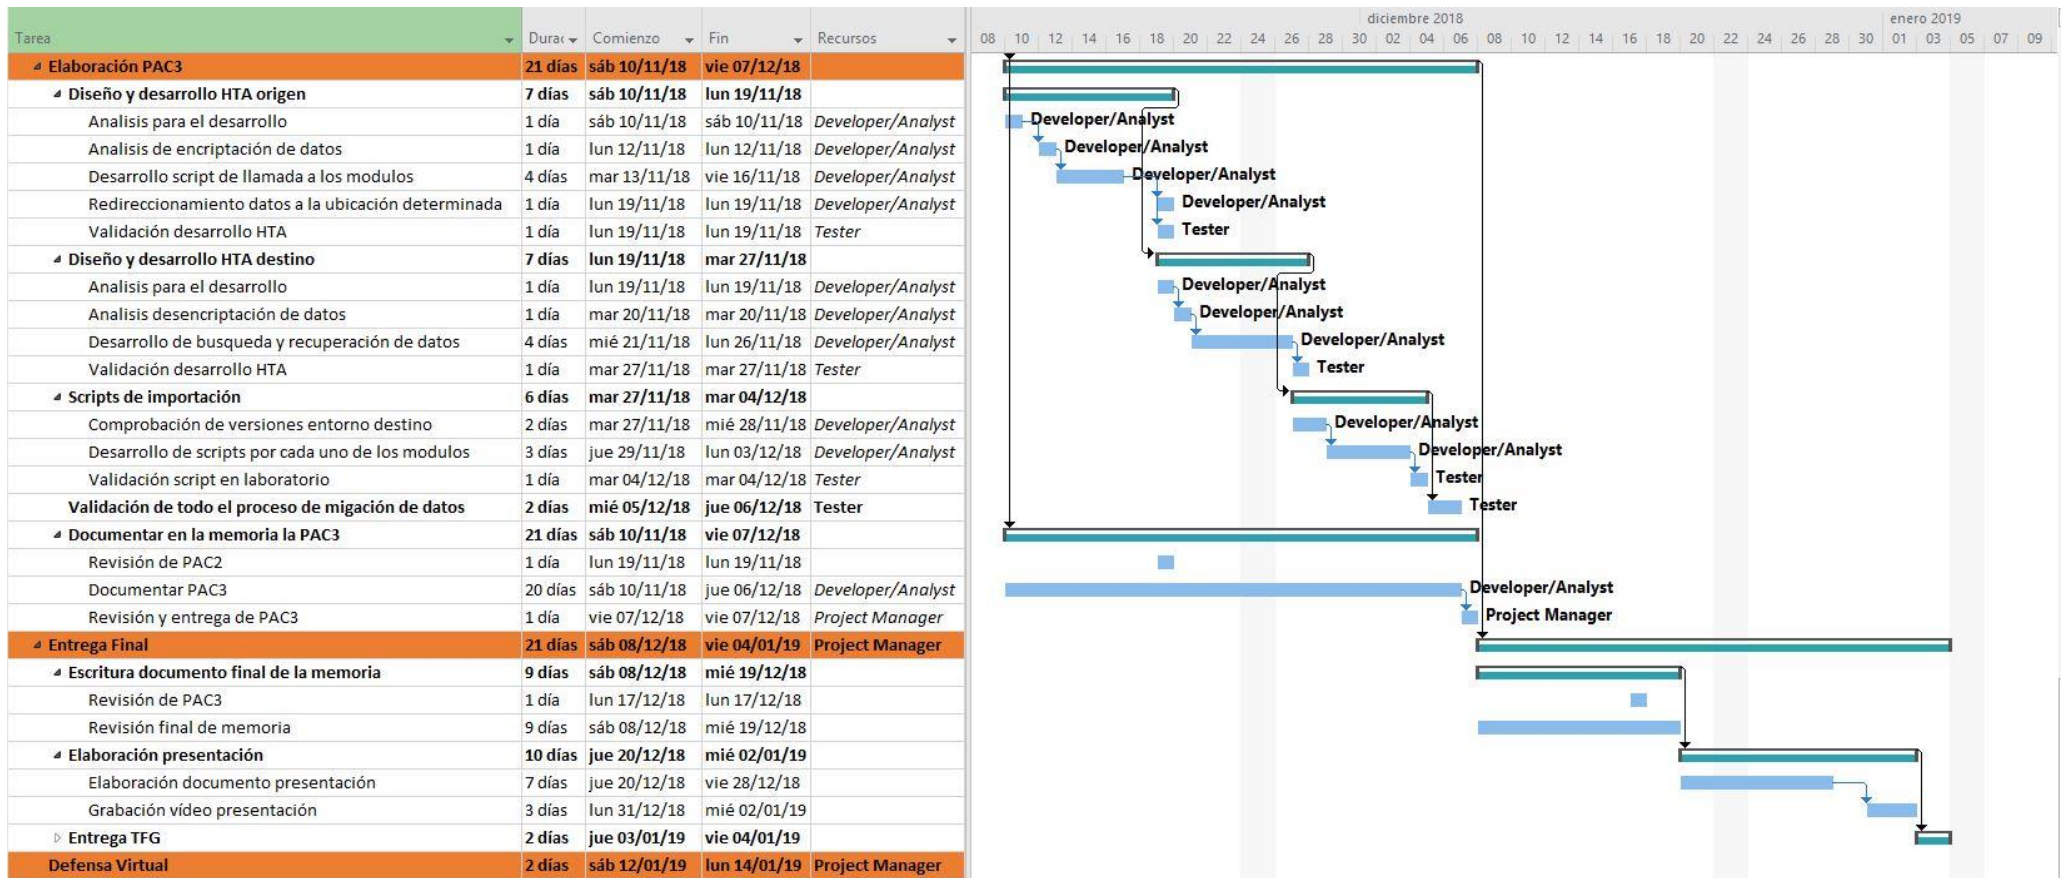 diciembre 2018 enero 2019
Tarea Durac Comienzo Fin Recursos 08 10 12 14 16 18 20 22 24 26 28 30 02 04 06 08 10 12 14 16 18 20 22 24 26 28 30 01 03 05 07 09
Elaboración PAC3 21 días sáb 10/11/18 vie 07/12/18
Diseño y desarrollo HTA origen 7 días sáb 10/11/18 lun 19/11/18
Analisis para el desarrollo 1 día sáb 10/11/18 sáb 10/11/18 Developer/Analyst Developer/Analyst
Analisis de encriptación de datos 1 día lun 12/11/18 lun 12/11/18 Developer/Analyst Developer/Analyst
Desarrollo script de llamada a los modulos 4 días mar 13/11/18 vie 16/11/18 Developer/Analyst Developer/Analyst
Redireccionamiento datos a la ubicación determinada 1 día lun 19/11/18 lun 19/11/18 Developer/Analyst Developer/Analyst
Validación desarrollo HTA 1 día lun 19/11/18 lun 19/11/18 Tester Tester
Diseño y desarrollo HTA destino 7 días lun 19/11/18 mar 27/11/18
Analisis para el desarrollo 1 día lun 19/11/18 lun 19/11/18 Developer/Analyst Developer/Analyst
Analisis desencriptación de datos 1 día mar 20/11/18 mar 20/11/18 Developer/Analyst Developer/Analyst
Desarrollo de busqueda y recuperación de datos 4 días mié 21/11/18 lun 26/11/18 Developer/Analyst Developer/Analyst
Validación desarrollo HTA 1 día mar 27/11/18 mar 27/11/18 Tester Tester
Scripts de importación 6 días mar 27/11/18 mar 04/12/18
Comprobación de versiones entorno destino 2 días mar 27/11/18 mié 28/11/18 Developer/Analyst Developer/Analyst
Desarrollo de scripts por cada uno de los modulos 3 días jue 29/11/18 lun 03/12/18 Developer/Analyst Developer/Analyst
Validación script en laboratorio 1 día mar 04/12/18 mar 04/12/18 Tester Tester
Validación de todo el proceso de migación de datos 2 días mié 05/12/18 jue 06/12/18 Tester Tester
Documentar en la memoria la PAC3 21 días sáb 10/11/18 vie 07/12/18
Revisión de PAC2 1 día lun 19/11/18 lun 19/11/18
Documentar PAC3 20 días sáb 10/11/18 jue 06/12/18 Developer/Analyst Developer/Analyst
Revisión y entrega de PAC3 1 día vie 07/12/18 vie 07/12/18 Project Manager Project Manager
Entrega Final 21 días sáb 08/12/18 vie 04/01/19 Project Manager
Escritura documento final de la memoria 9 días sáb 08/12/18 mié 19/12/18
Revisión de PAC3 1 día lun 17/12/18 lun 17/12/18
Revisión final de memoria 9 días sáb 08/12/18 mié 19/12/18
Elaboración presentación 10 días jue 20/12/18 mié 02/01/19
Elaboración documento presentación 7 días jue 20/12/18 vie 28/12/18
Grabación vídeo presentación 3 días lun 31/12/18 mié 02/01/19
Entrega TFG 2 días jue 03/01/19 vie 04/01/19
Defensa Virtual 2 días sáb 12/01/19 lun 14/01/19 Project Manager